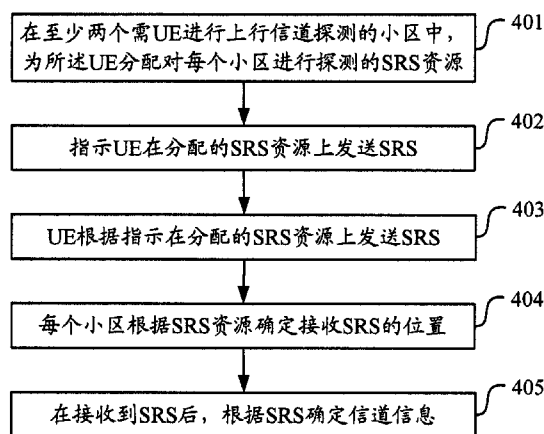 在至少两个需UE进行上行信道探测的小区中，
为所述UE分配对每个小区进行探测的SRS资源
401
指示UE在分配的SRS资源上发送SRS
402
UE根据指示在分配的SRS资源上发送SRS
403
每个小区根据SRS资源确定接收SRS的位置
404
在接收到SRS后，根据SRS确定信道信息
405